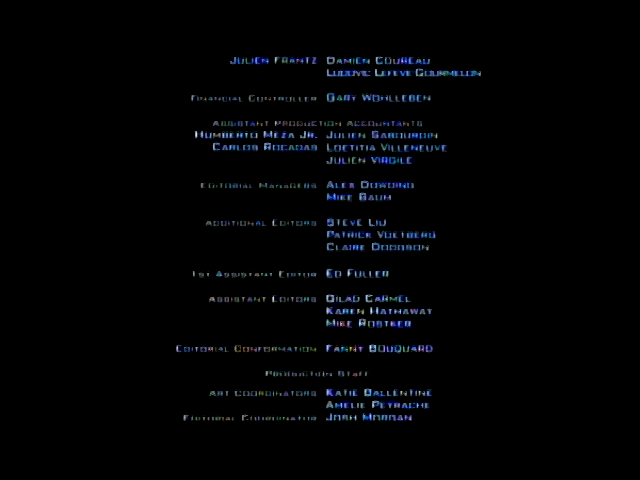 Julien Frantz Damien Coureau
Ludovic Lefeve Gourmelon
Financial Controller Gary Wohlleben
Assistant Production Accountants
Humberto Meza Jr. Julien Gabourdin
Carlos Rocadas Loetitia Villeneuve
Julien Virgile
Editorial Managers Alex Dowding
Mike Baum
Additional Editors Steve Liu
Patrick Voetberg
Claire Dodgson
1st Assistant Editor Ed Fuller
Assistant Editors Gilad Carmel
Karen Hathaway
Mike Rostker
Editorial Conformation Fanny Bouquard
Production Staff
Art Coordinators Katie Ballentine
Amelie Peyrache
Editorial Coordinator Josh Morgan